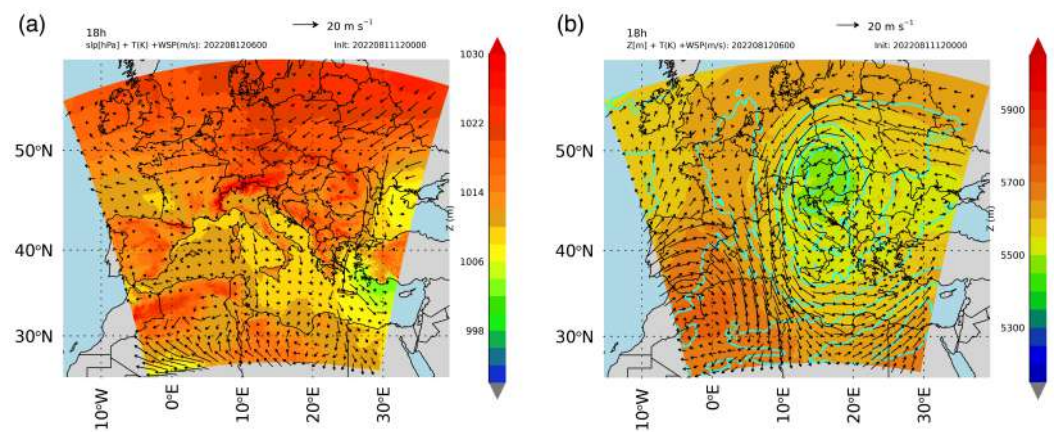 (a)
20 m s⁻¹
18h
slp[hPa] + T(K) +WSP(m/s): 202208120600 Init: 20220811120000
1030
1022
1014
1006
998
Z (m)
50°N
40°N
30°N
10°W
0°E
10°E
20°E
30°E
(b)
20 m s⁻¹
18h
Z[m] + T(K) +WSP(m/s): 202208120600 Init: 20220811120000
5900
5700
5500
5300
Z (m)
50°N
40°N
30°N
10°W
0°E
10°E
20°E
30°E